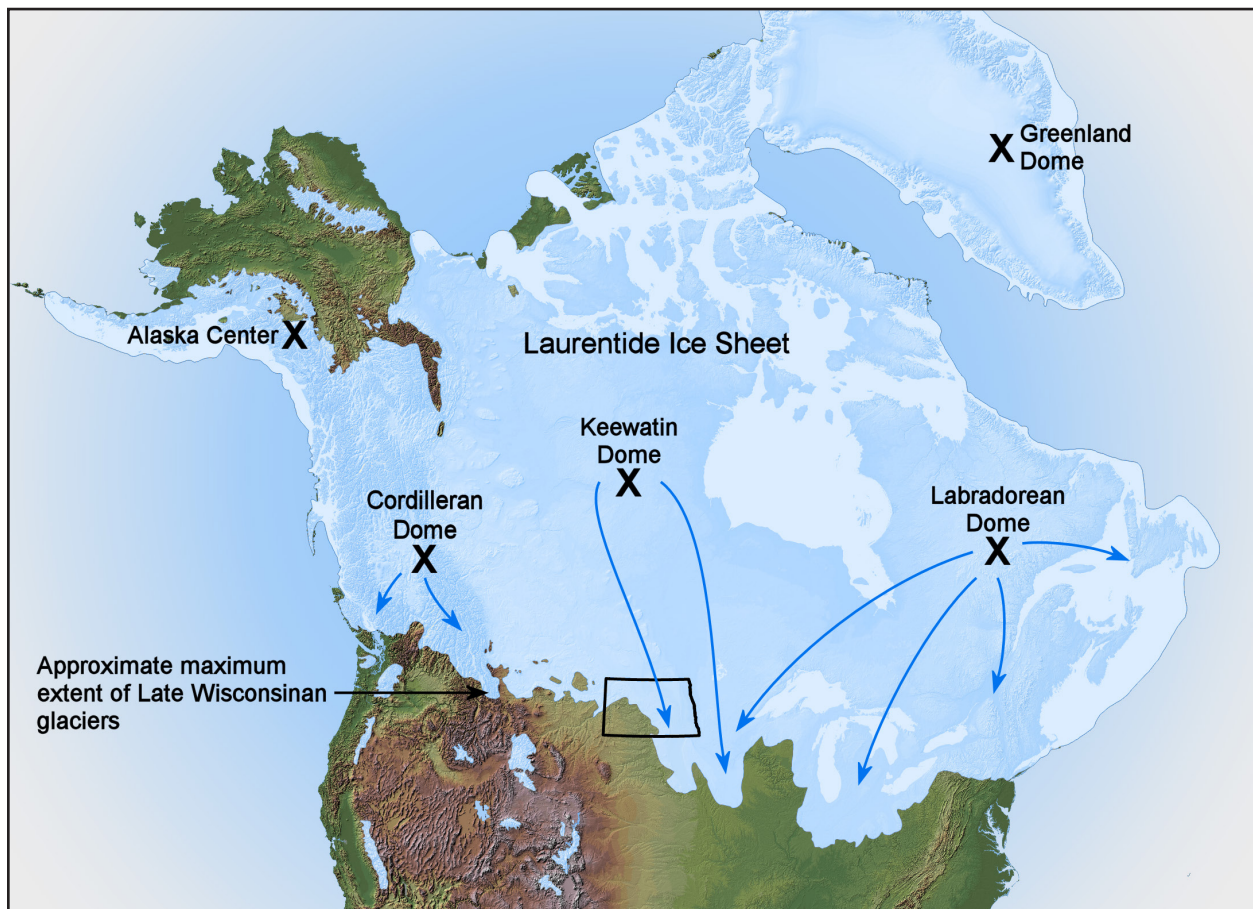 Greenland
Dome
X
Alaska Center X
Laurentide Ice Sheet
Keewatin
Dome
X
Cordilleran
Dome
X
Labradorean
Dome
X
Approximate maximum
extent of Late Wisconsinan
glaciers